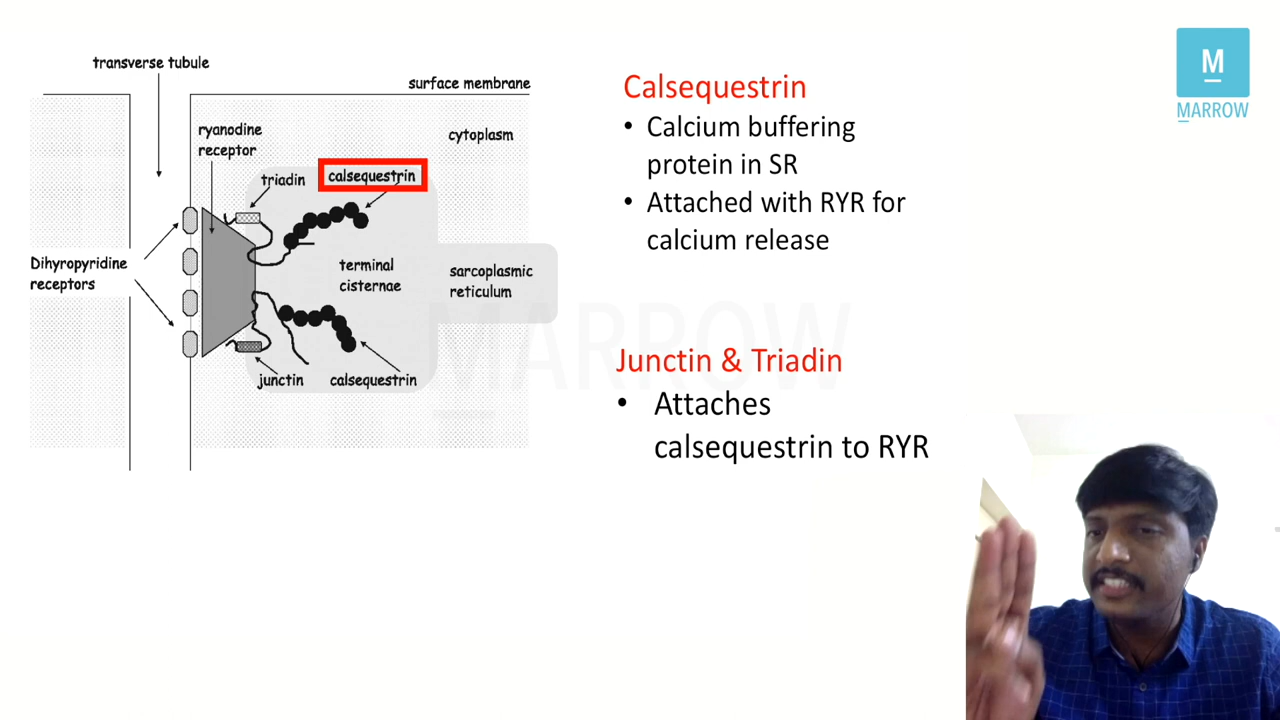 transverse tubule
surface membrane
ryanodine
receptor
cytoplasm
triadin
calsequestrin
Dihyropyridine
receptors
terminal
cisternae
sarcoplasmic
reticulum
junctin
calsequestrin
Calsequestrin
• Calcium buffering
protein in SR
• Attached with RYR for
calcium release
Junctin & Triadin
• Attaches
calsequestrin to RYR
M
MARROW
MARROW